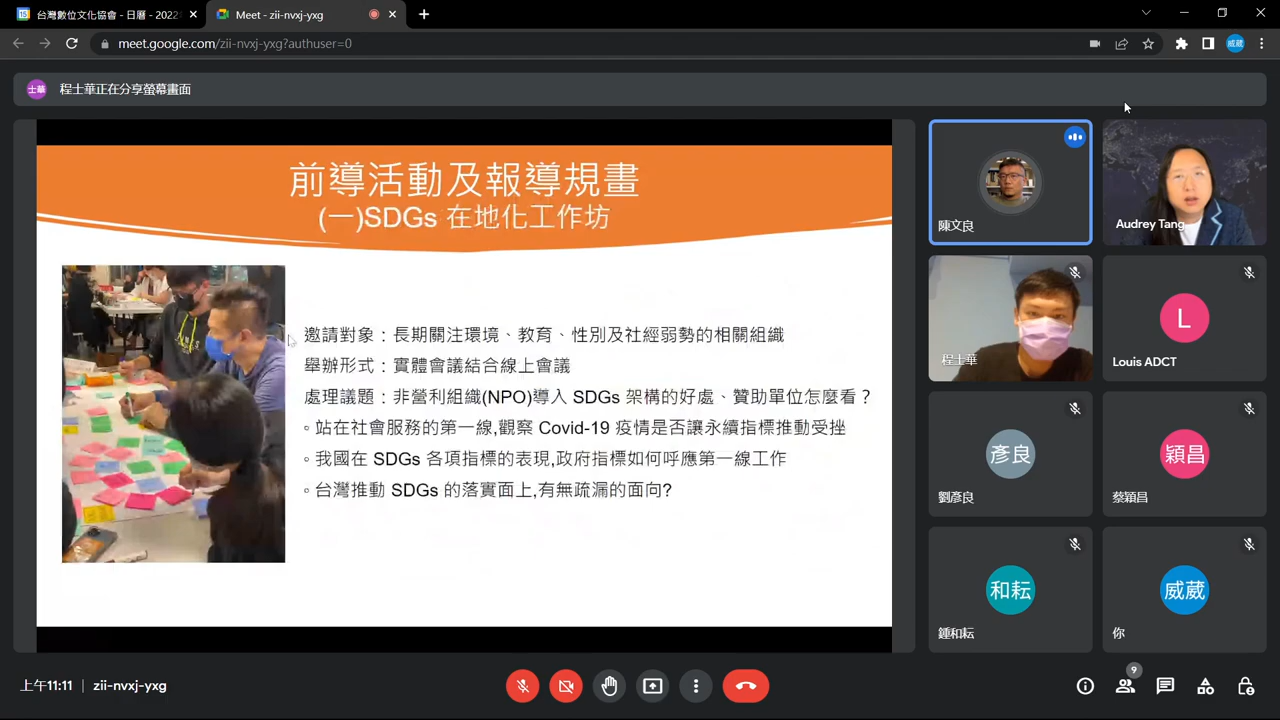 台灣數位文化協會 - 日曆 - 2022
Meet - zii-nvxj-yxg
meet.google.com/zii-nvxj-yxg?authuser=0
威葳
士華
程士華正在分享螢幕畫面
前導活動及報導規畫
(一)SDGs 在地化工作坊
邀請對象：長期關注環境、教育、性別及社經弱勢的相關組織
舉辦形式：實體會議結合線上會議
處理議題：非營利組織(NPO)導入 SDGs 架構的好處、贊助單位怎麼看？
◦ 站在社會服務的第一線,觀察 Covid-19 疫情是否讓永續指標推動受挫
◦ 我國在 SDGs 各項指標的表現,政府指標如何呼應第一線工作
◦ 台灣推動 SDGs 的落實面上,有無疏漏的面向?
陳文良
Audrey Tang
程士華
L
Louis ADCT
彥良
劉彥良
穎昌
蔡穎昌
和耘
鍾和耘
威葳
你
上午11:11
zii-nvxj-yxg
9